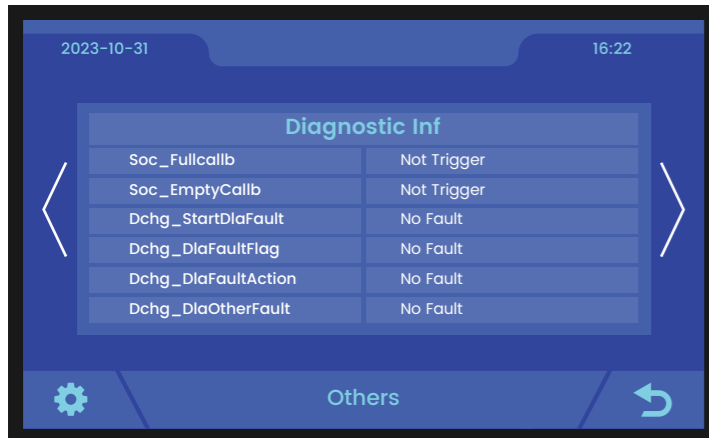 2023-10-31 16:22
Diagnostic Inf
Soc_Fullcallb Not Trigger
Soc_EmptyCallb Not Trigger
Dchg_StartDlaFault No Fault
Dchg_DlaFaultFlag No Fault
Dchg_DlaFaultAction No Fault
Dchg_DlaOtherFault No Fault
Others